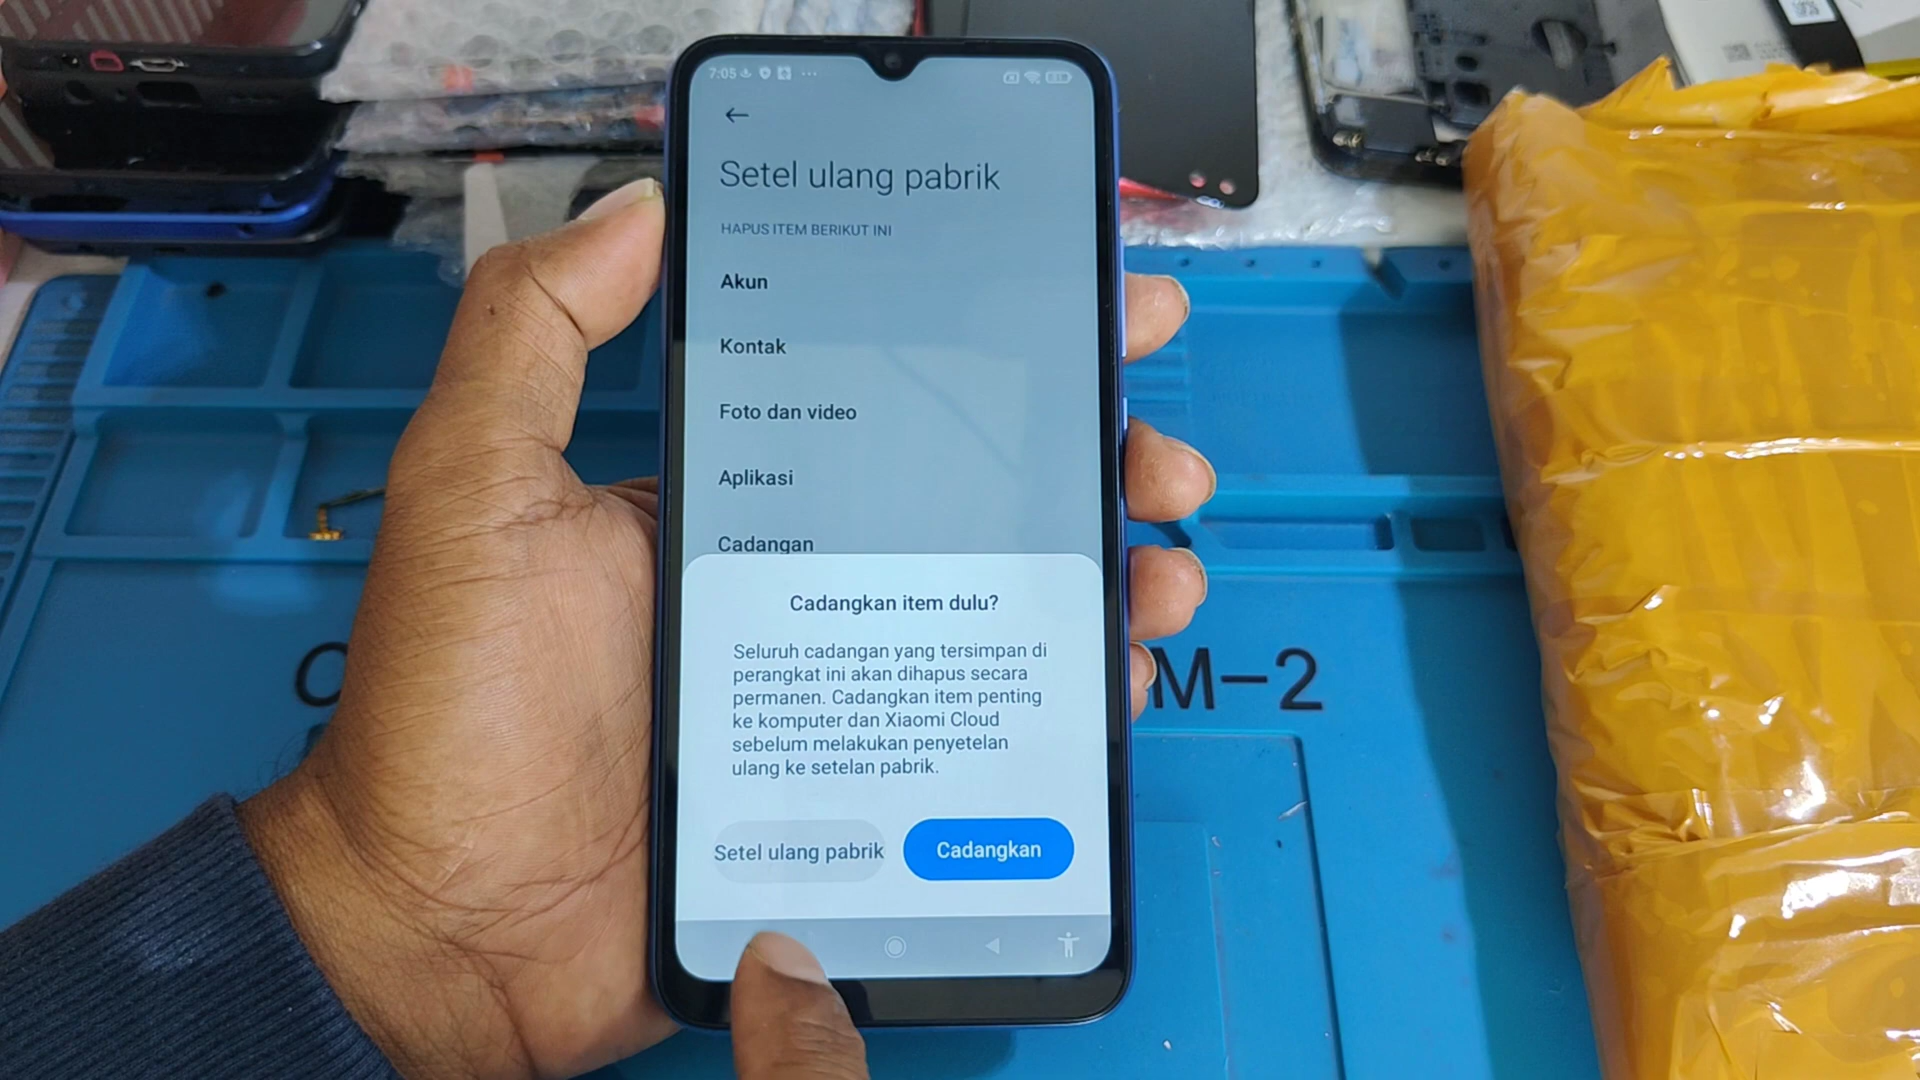 7:05
Setel ulang pabrik
HAPUS ITEM BERIKUT INI
Akun
Kontak
Foto dan video
Aplikasi
Cadangan
Cadangkan item dulu?
Seluruh cadangan yang tersimpan di
perangkat ini akan dihapus secara
permanen. Cadangkan item penting
ke komputer dan Xiaomi Cloud
sebelum melakukan penyetelan
ulang ke setelan pabrik.
Setel ulang pabrik
Cadangkan
M-2